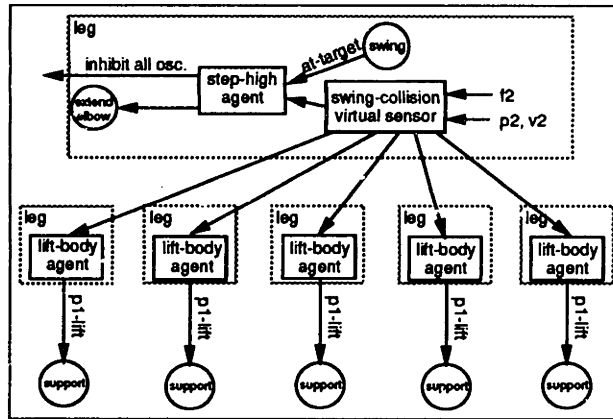 leg
inhibit all osc.
at-target
swing
step-high
agent
extend
elbow
swing-collision
virtual sensor
f2
p2, v2
leg
lift-body
agent
p1-lift
support
leg
lift-body
agent
p1-lift
support
leg
lift-body
agent
p1-lift
support
leg
lift-body
agent
p1-lift
support
leg
lift-body
agent
p1-lift
support